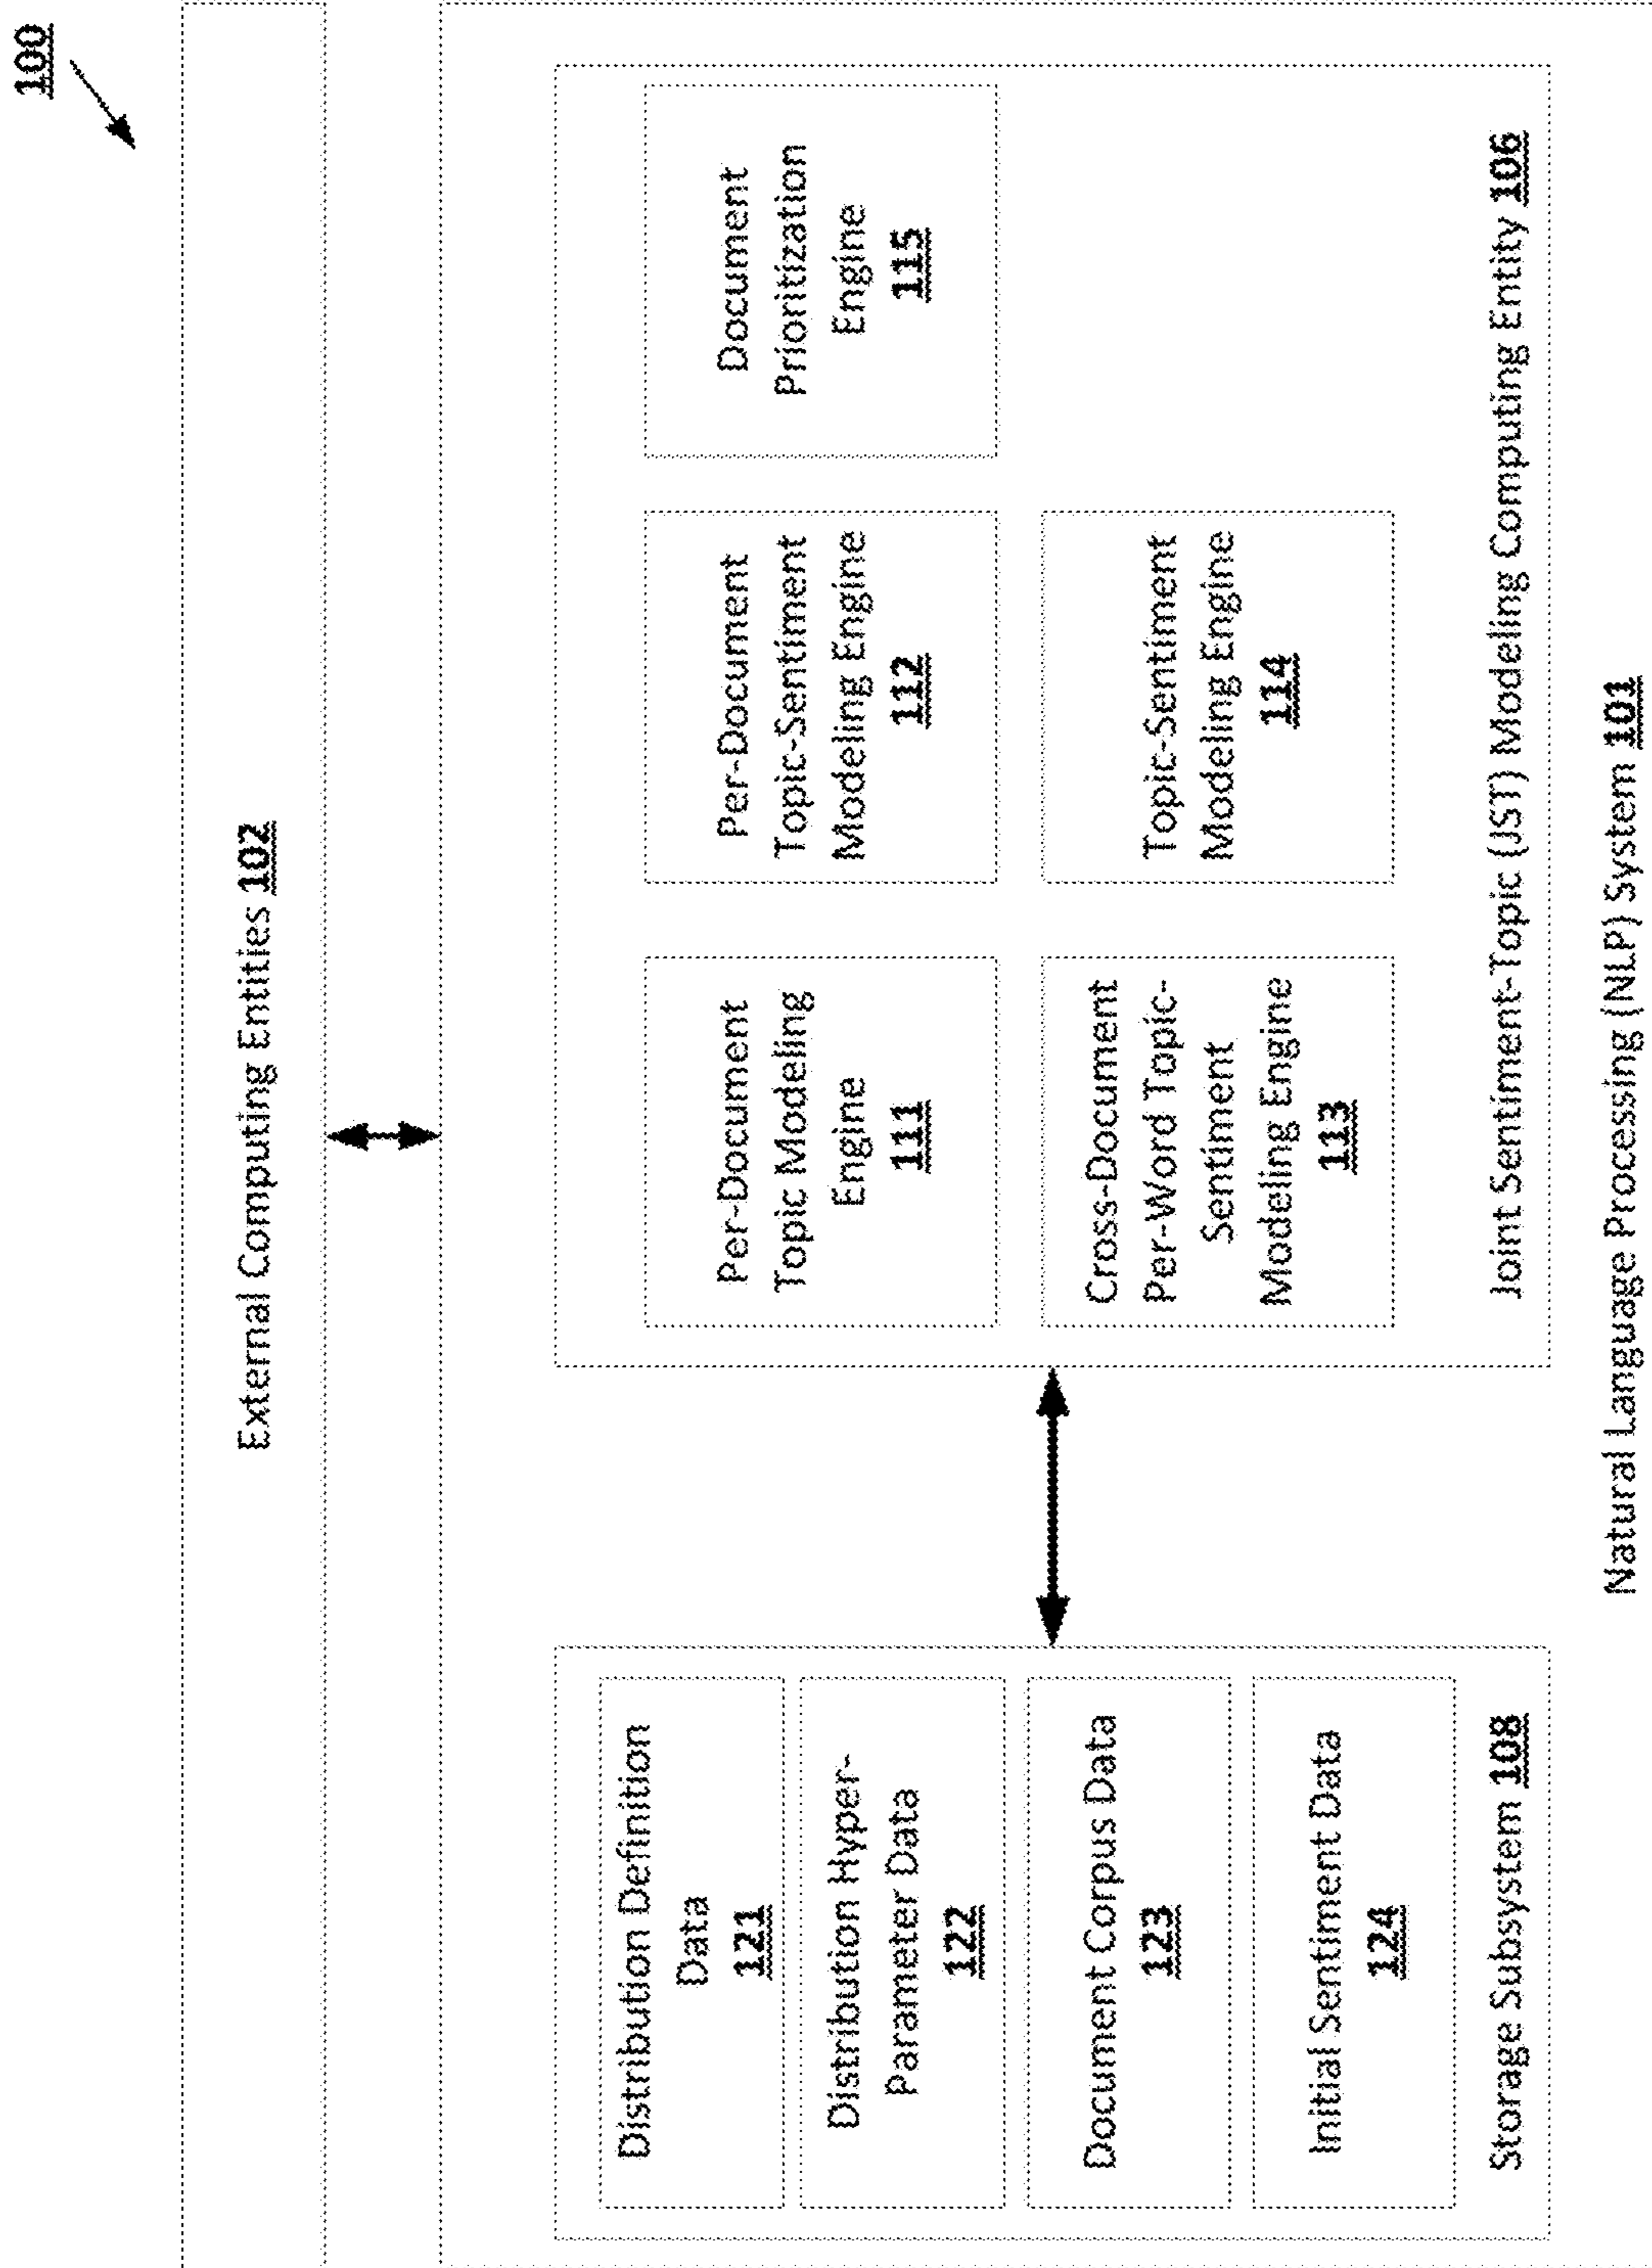 100
External Computing Entities 102
Distribution Definition
Data
121
Distribution Hyper-
Parameter Data
122
Document Corpus Data
123
Initial Sentiment Data
124
Storage Subsystem 108
Per-Document
Topic Modeling
Engine
111
Per-Document
Topic-Sentiment
Modeling Engine
112
Document
Prioritization
Engine
115
Cross-Document
Per-Word Topic-
Sentiment
Modeling Engine
113
Topic-Sentiment
Modeling Engine
114
Joint Sentiment-Topic (JST) Modeling Computing Entity 106
Natural Language Processing (NLP) System 101